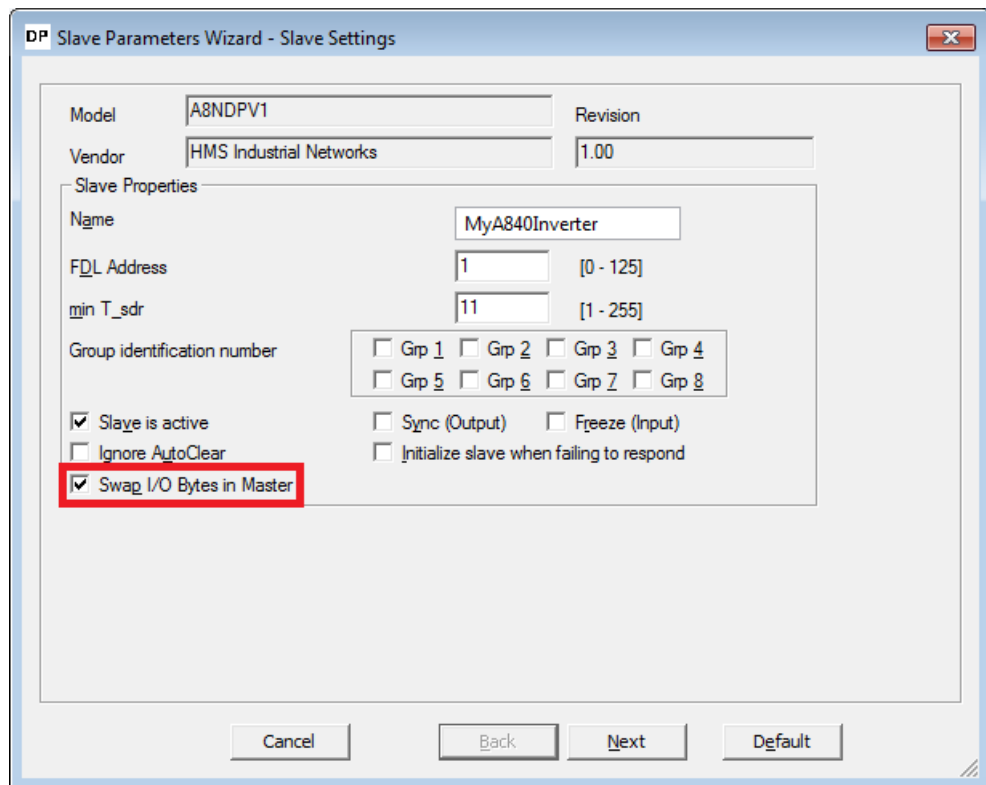 DP Slave Parameters Wizard - Slave Settings
Model A8NDPV1 Revision
Vendor HMS Industrial Networks 1.00
Slave Properties
Name MyA840Inverter
FDL Address 1 [0 - 125]
min T_sdr 11 [1 - 255]
Group identification number Grp 1 Grp 2 Grp 3 Grp 4
Grp 5 Grp 6 Grp 7 Grp 8
Slave is active Sync (Output) Freeze (Input)
Ignore AutoClear Initialize slave when failing to respond
Swap I/O Bytes in Master
Cancel Back Next Default